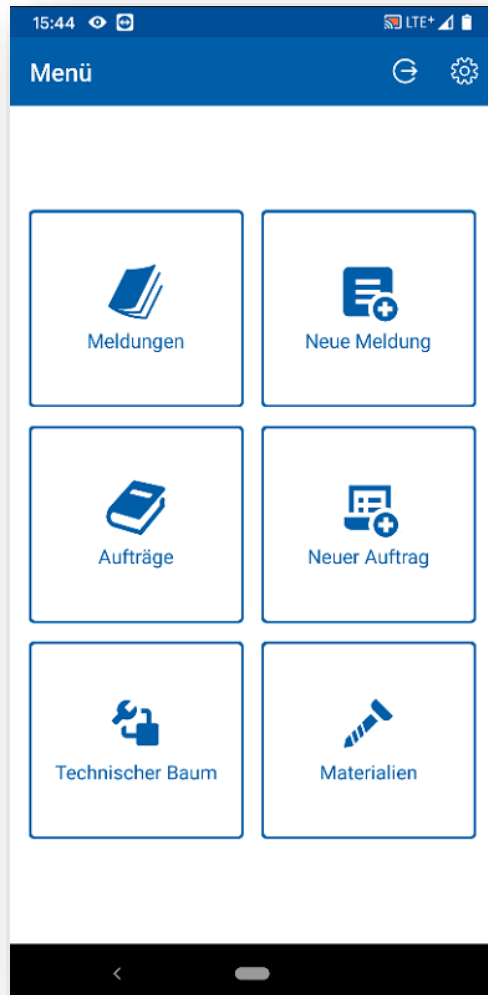 15:44 LTE+
Menü
Meldungen
Neue Meldung
Aufträge
Neuer Auftrag
Technischer Baum
Materialien